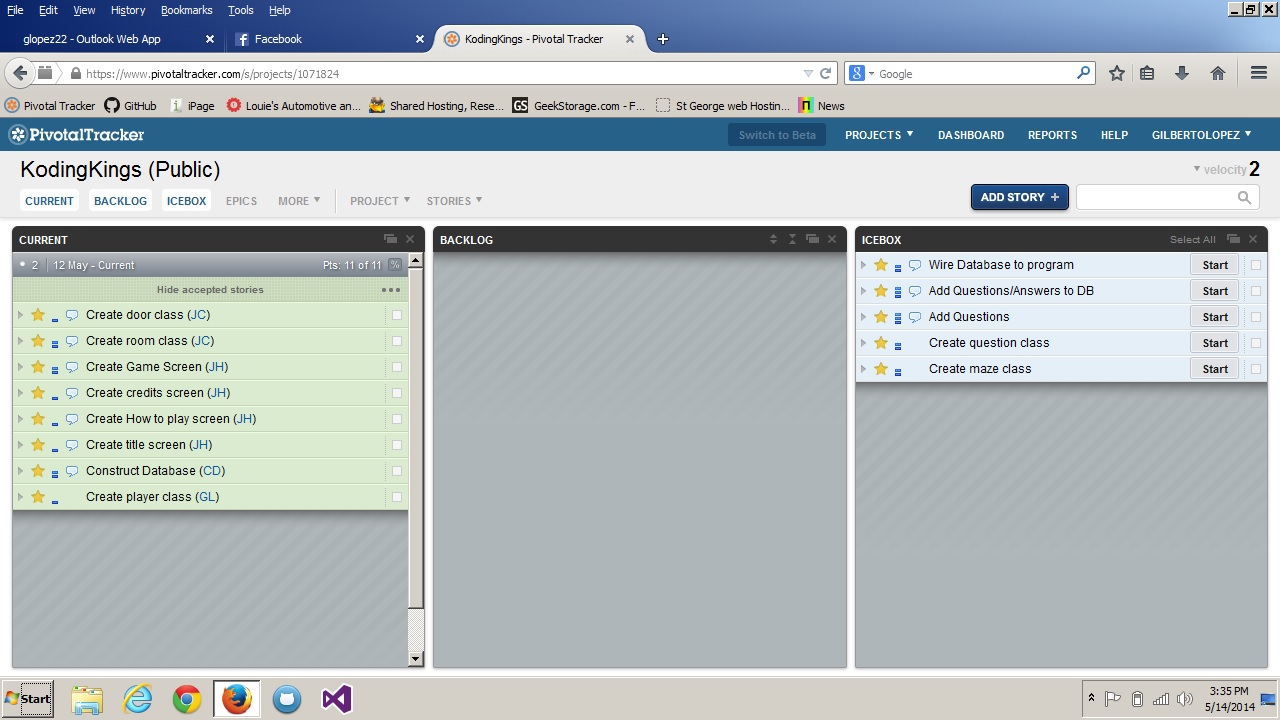 File Edit View History Bookmarks Tools Help
glopez22 - Outlook Web App Facebook KodingKings - Pivotal Tracker
https://www.pivotaltracker.com/s/projects/1071824 Google
Pivotal Tracker GitHub iPage Louie's Automotive an... Shared Hosting, Rese... GS GeekStorage.com - F... St George web Hostin... News
PivotalTracker Switch to Beta PROJECTS DASHBOARD REPORTS HELP GILBERTOLOPEZ
KodingKings (Public) velocity 2
CURRENT BACKLOG ICEBOX EPICS MORE PROJECT STORIES ADD STORY +
CURRENT
2 12 May - Current Pts: 11 of 11 %
Hide accepted stories
Create door class (JC)
Create room class (JC)
Create Game Screen (JH)
Create credits screen (JH)
Create How to play screen (JH)
Create title screen (JH)
Construct Database (CD)
Create player class (GL)
BACKLOG
ICEBOX Select All
Wire Database to program Start
Add Questions/Answers to DB Start
Add Questions Start
Create question class Start
Create maze class Start
Start
3:35 PM
5/14/2014